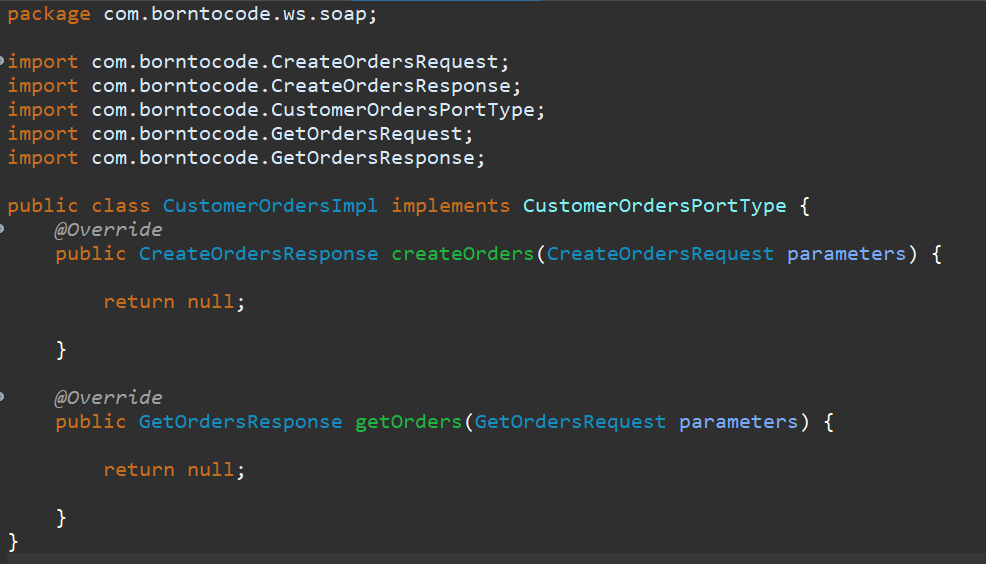 package com.borntocode.ws.soap;
import com.borntocode.CreateOrdersRequest;
import com.borntocode.CreateOrdersResponse;
import com.borntocode.CustomerOrdersPortType;
import com.borntocode.GetOrdersRequest;
import com.borntocode.GetOrdersResponse;
public class CustomerOrdersImpl implements CustomerOrdersPortType {
@Override
public CreateOrdersResponse createOrders(CreateOrdersRequest parameters) {
return null;
}
@Override
public GetOrdersResponse getOrders(GetOrdersRequest parameters) {
return null;
}
}